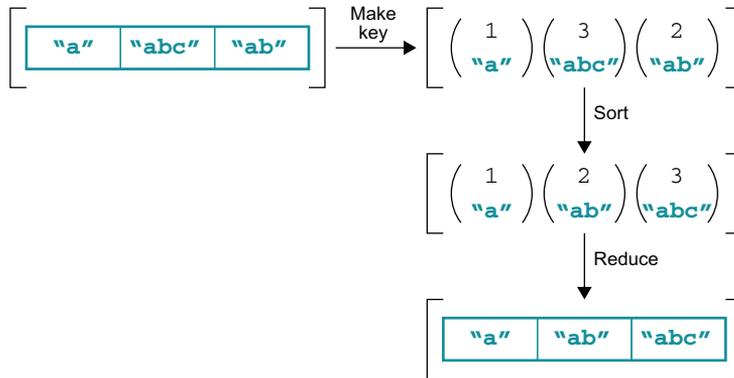 "a" "abc" "ab"
Make
key
1 3 2
"a" "abc" "ab"
Sort
1 2 3
"a" "ab" "abc"
Reduce
"a" "ab" "abc"